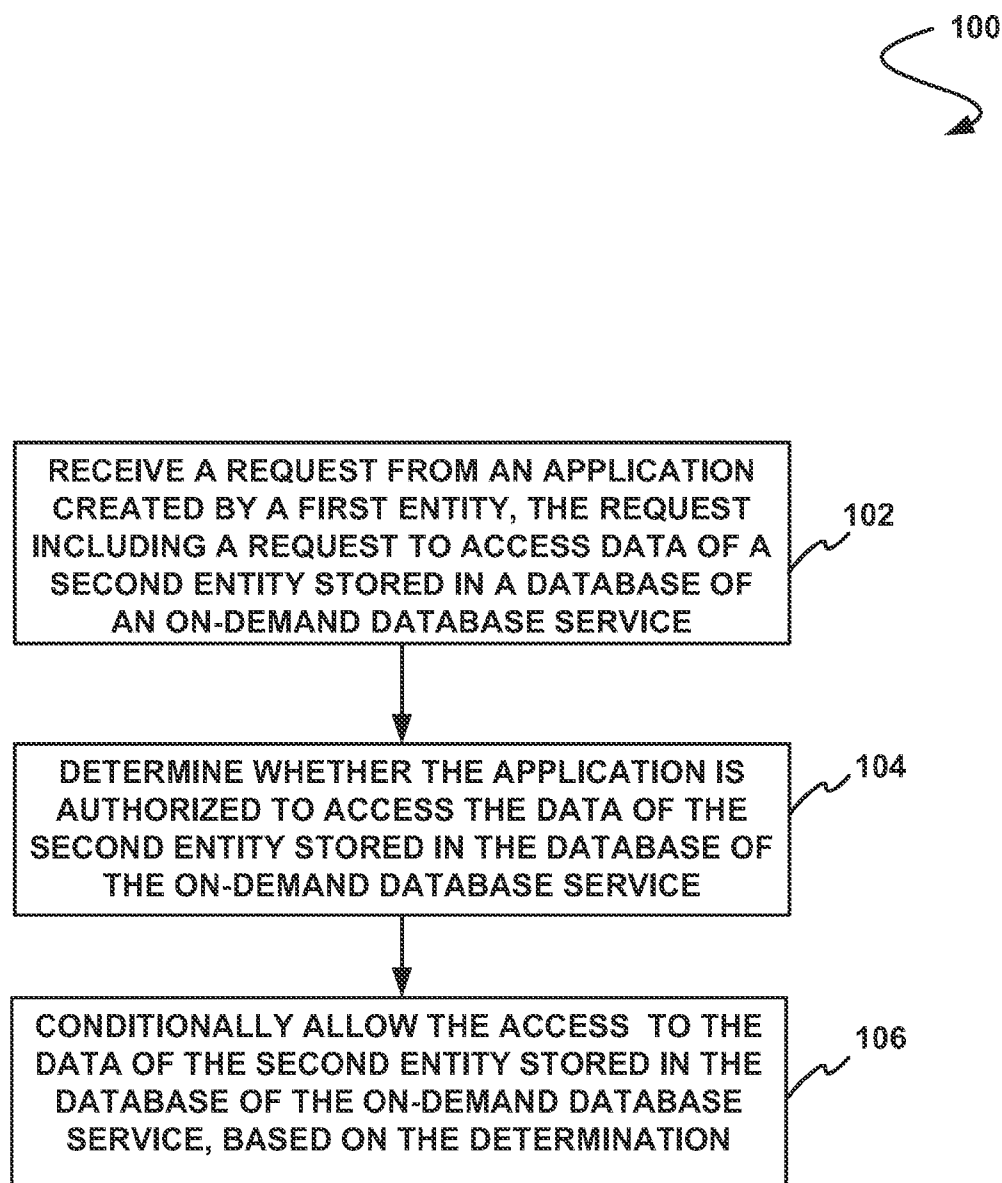 100
RECEIVE A REQUEST FROM AN APPLICATION
CREATED BY A FIRST ENTITY, THE REQUEST
INCLUDING A REQUEST TO ACCESS DATA OF A
SECOND ENTITY STORED IN A DATABASE OF
AN ON-DEMAND DATABASE SERVICE
102
DETERMINE WHETHER THE APPLICATION IS
AUTHORIZED TO ACCESS THE DATA OF THE
SECOND ENTITY STORED IN THE DATABASE OF
THE ON-DEMAND DATABASE SERVICE
104
CONDITIONALLY ALLOW THE ACCESS TO THE
DATA OF THE SECOND ENTITY STORED IN THE
DATABASE OF THE ON-DEMAND DATABASE
SERVICE, BASED ON THE DETERMINATION
106